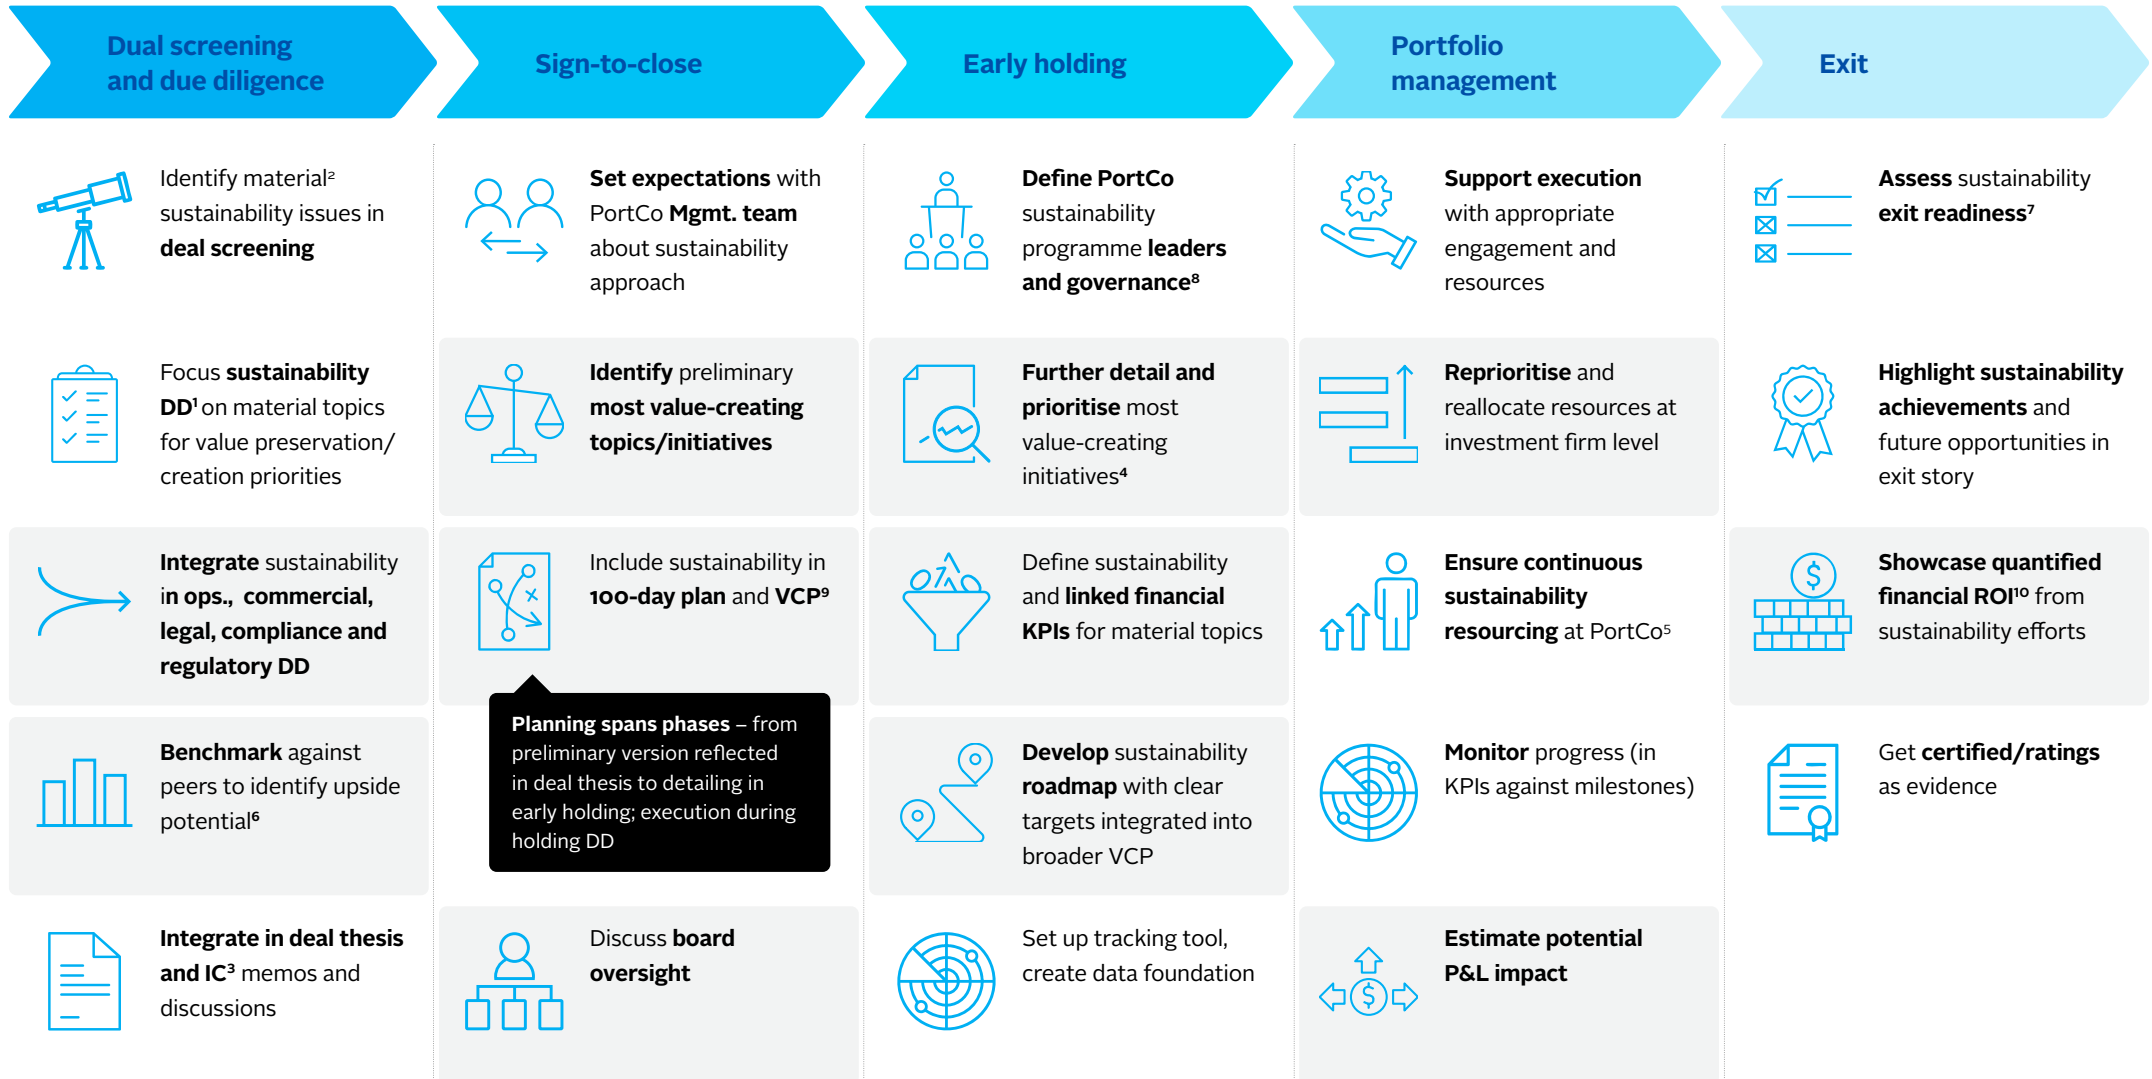 Dual screening
and due diligence
Sign-to-close
Early holding
Portfolio
management
Exit
Identify material²
sustainability issues in
deal screening
Focus sustainability
DD¹ on material topics
for value preservation/
creation priorities
Integrate sustainability
in ops., commercial,
legal, compliance and
regulatory DD
Benchmark against
peers to identify upside
potential⁶
Integrate in deal thesis
and IC³ memos and
discussions
Set expectations with
PortCo Mgmt. team
about sustainability
approach
Identify preliminary
most value-creating
topics/initiatives
Include sustainability in
100-day plan and VCP⁹
Planning spans phases – from
preliminary version reflected
in deal thesis to detailing in
early holding; execution during
holding DD
Discuss board
oversight
Define PortCo
sustainability
programme leaders
and governance⁸
Further detail and
prioritise most
value-creating
initiatives⁴
Define sustainability
and linked financial
KPIs for material topics
Develop sustainability
roadmap with clear
targets integrated into
broader VCP
Set up tracking tool,
create data foundation
Support execution
with appropriate
engagement and
resources
Reprioritise and
reallocate resources at
investment firm level
Ensure continuous
sustainability
resourcing at PortCo⁵
Monitor progress (in
KPIs against milestones)
Estimate potential
P&L impact
Assess sustainability
exit readiness⁷
Highlight sustainability
achievements and
future opportunities in
exit story
Showcase quantified
financial ROI¹⁰ from
sustainability efforts
Get certified/ratings
as evidence